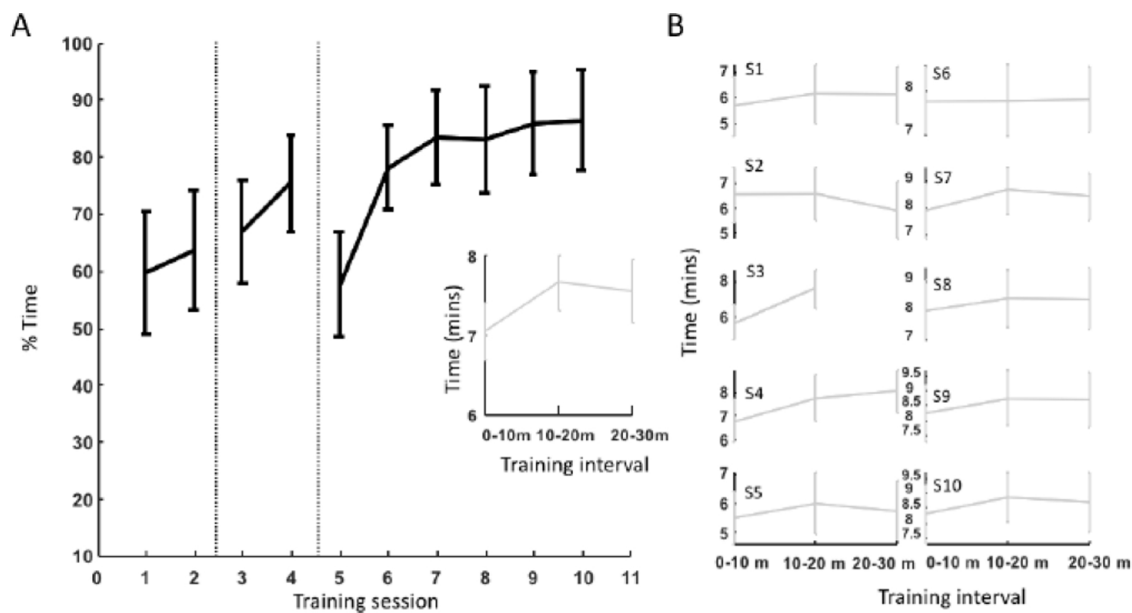 A
100
90
80
70
60
50
40
30
20
10
% Time
0 1 2 3 4 5 6 7 8 9 10 11
Training session
8
7
6
Time (mins)
0-10m 10-20m 20-30m
Training interval
B
Time (mins)
S1
7
6
5
S6
8
7
S2
7
6
5
S7
9
8
7
S3
8
6
S8
9
8
7
S4
8
7
6
S9
9.5
9
8.5
8
7.5
S5
7
6
5
S10
9.5
9
8.5
8
7.5
0-10 m 10-20 m 20-30 m 0-10 m 10-20 m 20-30 m
Training interval